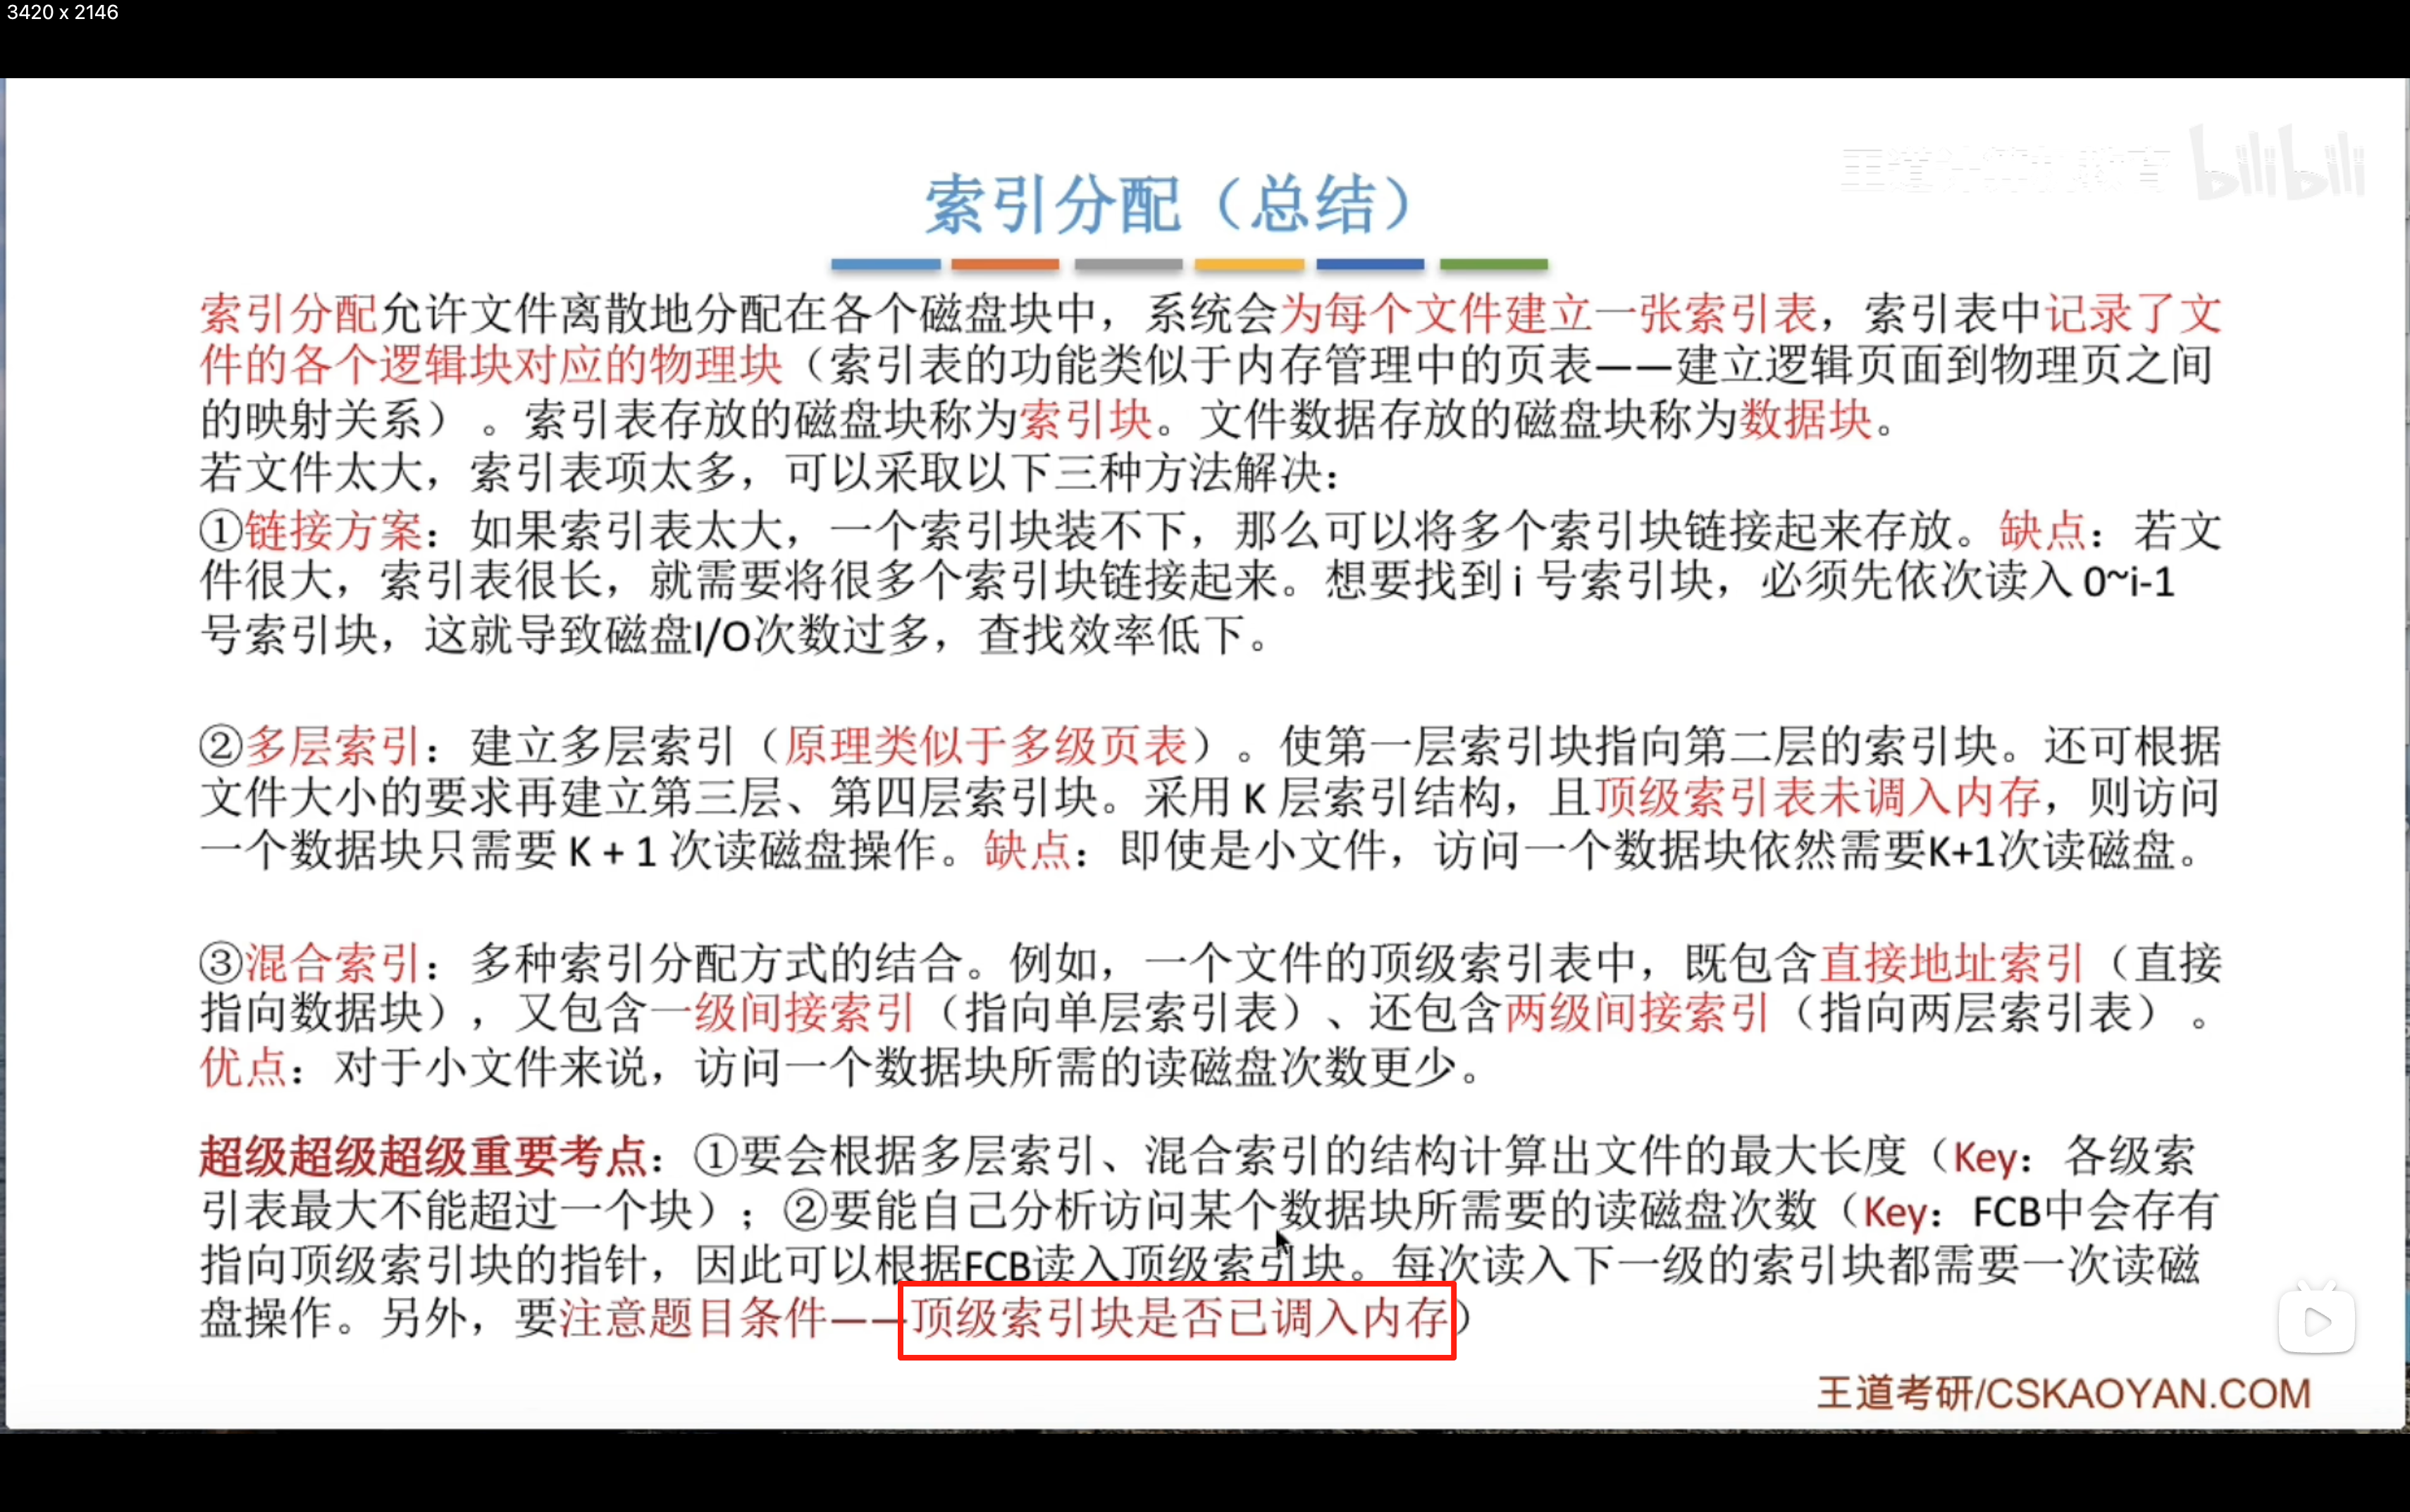 3420 x 2146
bilibili
索引分配（总结）
索引分配允许文件离散地分配在各个磁盘块中，系统会为每个文件建立一张索引表，索引表中记录了文
件的各个逻辑块对应的物理块（索引表的功能类似于内存管理中的页表——建立逻辑页面到物理页之间
的映射关系）。索引表存放的磁盘块称为索引块。文件数据存放的磁盘块称为数据块。
若文件太大，索引表项太多，可以采取以下三种方法解决：
①链接方案：如果索引表太大，一个索引块装不下，那么可以将多个索引块链接起来存放。缺点：若文
件很大，索引表很长，就需要将很多个索引块链接起来。想要找到 i 号索引块，必须先依次读入 0~i-1
号索引块，这就导致磁盘I/O次数过多，查找效率低下。
②多层索引：建立多层索引（原理类似于多级页表）。使第一层索引块指向第二层的索引块。还可根据
文件大小的要求再建立第三层、第四层索引块。采用 K 层索引结构，且顶级索引表未调入内存，则访问
一个数据块只需要 K + 1 次读磁盘操作。缺点：即使是小文件，访问一个数据块依然需要K+1次读磁盘。
③混合索引：多种索引分配方式的结合。例如，一个文件的顶级索引表中，既包含直接地址索引（直接
指向数据块），又包含一级间接索引（指向单层索引表）、还包含两级间接索引（指向两层索引表）。
优点：对于小文件来说，访问一个数据块所需的读磁盘次数更少。
超级超级超级重要考点：①要会根据多层索引、混合索引的结构计算出文件的最大长度（Key：各级索
引表最大不能超过一个块）；②要能自己分析访问某个数据块所需要的读磁盘次数（Key：FCB中会存有
指向顶级索引块的指针，因此可以根据FCB读入顶级索引块。每次读入下一级的索引块都需要一次读磁
盘操作。另外，要注意题目条件——顶级索引块是否已调入内存）
王道考研/CSKAOYAN.COM